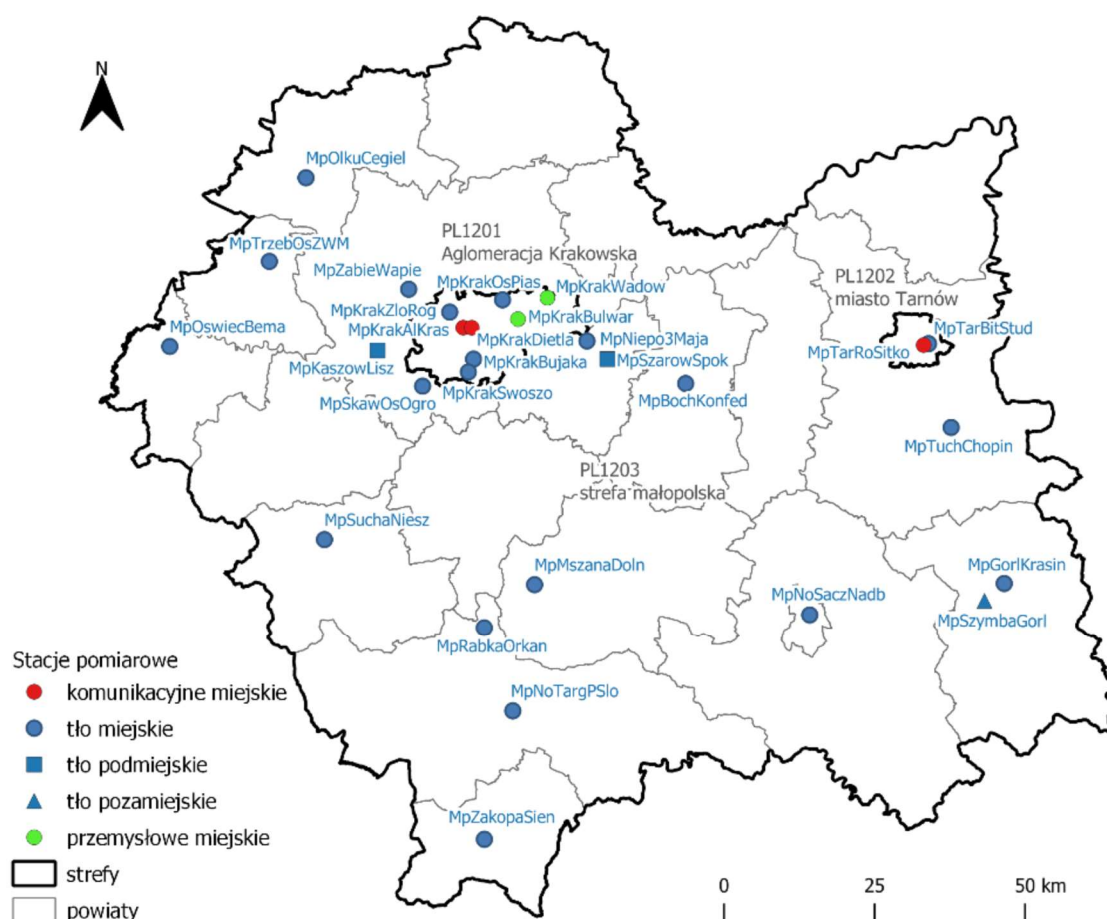 N
MpOlkuCegiel
PL1201
Aglomeracja Krakowska
MpTrzebOsZWM
MpZabieWapie
MpKrakOsPias
MpKrakWadow
PL1202
miasto Tarnów
MpKrakZloRog
MpKrakBulwar
MpOswiecBema
MpKrakAlKras
MpKrakDietla
MpNiepo3Maja
MpTarBitStud
MpTarRoSitko
MpKaszowLisz
MpKrakBujaka
MpSzarowSpok
MpSkawOsOgro
MpKrakSwoszo
MpBochKonfed
MpTuchChopin
PL1203
strefa małopolska
MpSuchaNiesz
MpMszanaDoln
MpGorlKrasin
MpNoSaczNadb
MpSzymbaGorl
MpRabkaOrkan
MpNoTargPSlo
MpZakopaSien
Stacje pomiarowe
komunikacyjne miejskie
tło miejskie
tło podmiejskie
tło pozamiejskie
przemysłowe miejskie
strefy
powiaty
0 25 50 km